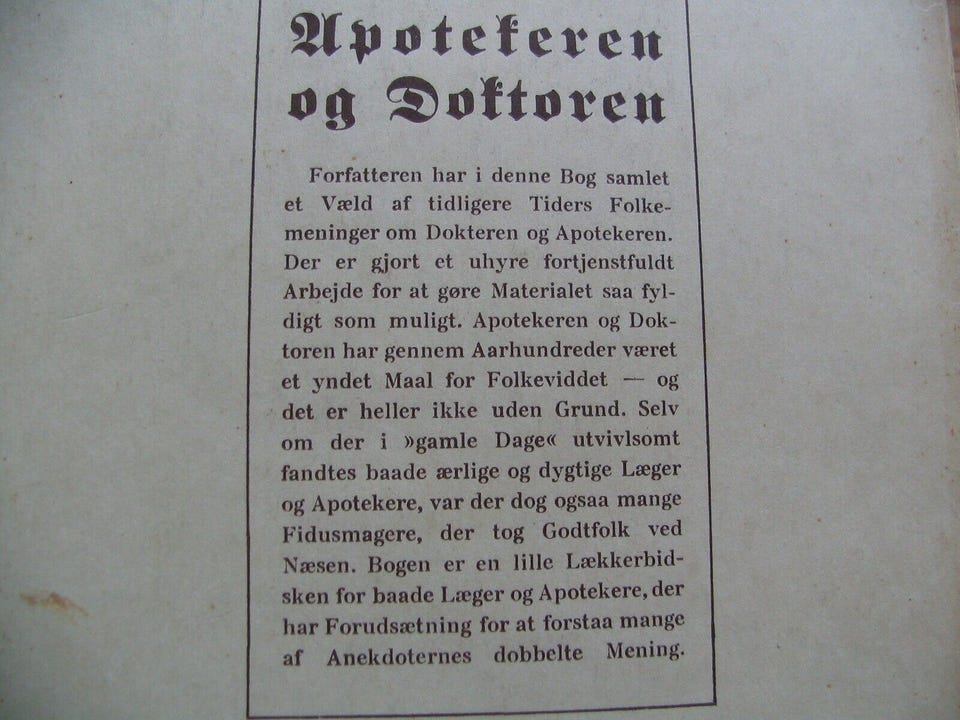 Apotekeren
og Doktoren
Forfatteren har i denne Bog samlet
et Væld af tidligere Tiders Folke-
meninger om Dokteren og Apotekeren.
Der er gjort et uhyre fortjenstfuldt
Arbejde for at gøre Materialet saa fyl-
digt som muligt. Apotekeren og Dok-
toren har gennem Aarhundreder været
et yndet Maal for Folkeviddet — og
det er heller ikke uden Grund. Selv
om der i »gamle Dage« utvivlsomt
fandtes baade ærlige og dygtige Læger
og Apotekere, var der dog ogsaa mange
Fidusmagere, der tog Godtfolk ved
Næsen. Bogen er en lille Lækkerbid-
sken for baade Læger og Apotekere, der
har Forudsætning for at forstaa mange
af Anekdoternes dobbelte Mening.